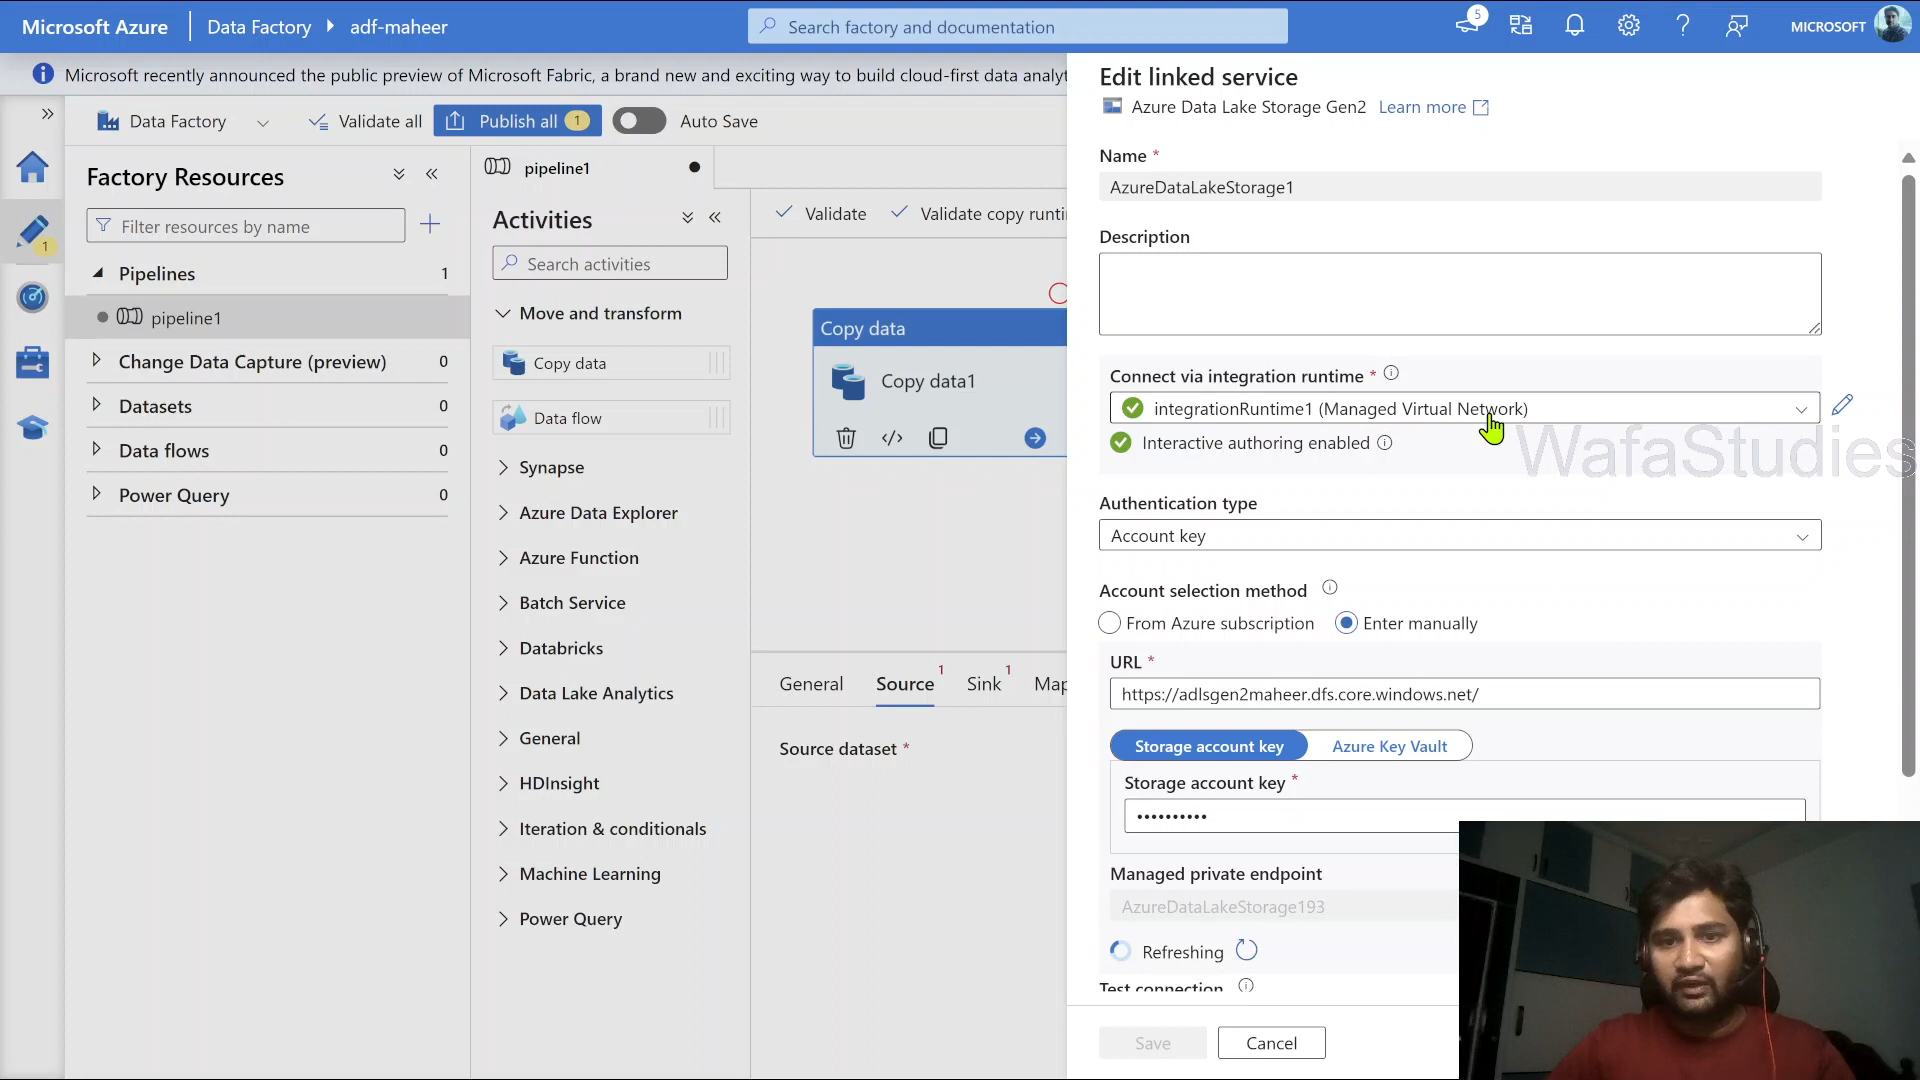 Microsoft Azure
Data Factory
adf-maheer
Search factory and documentation
5
MICROSOFT
Microsoft recently announced the public preview of Microsoft Fabric, a brand new and exciting way to build cloud-first data analyt
Data Factory
Validate all
Publish all 1
Auto Save
1
Factory Resources
Filter resources by name
Pipelines 1
pipeline1
Change Data Capture (preview) 0
Datasets 0
Data flows 0
Power Query 0
pipeline1
Activities
Search activities
Move and transform
Copy data
Data flow
Synapse
Azure Data Explorer
Azure Function
Batch Service
Databricks
Data Lake Analytics
General
HDInsight
Iteration & conditionals
Machine Learning
Power Query
Validate
Validate copy runti
Copy data
Copy data1
General
Source 1
Sink 1
Map
Source dataset *
Edit linked service
Azure Data Lake Storage Gen2 Learn more
Name *
AzureDataLakeStorage1
Description
Connect via integration runtime *
integrationRuntime1 (Managed Virtual Network)
Interactive authoring enabled
WafaStudies
Authentication type
Account key
Account selection method
From Azure subscription
Enter manually
URL *
https://adlsgen2maheer.dfs.core.windows.net/
Storage account key
Azure Key Vault
Storage account key *
••••••••••
Managed private endpoint
AzureDataLakeStorage193
Refreshing
Test connection
Save
Cancel